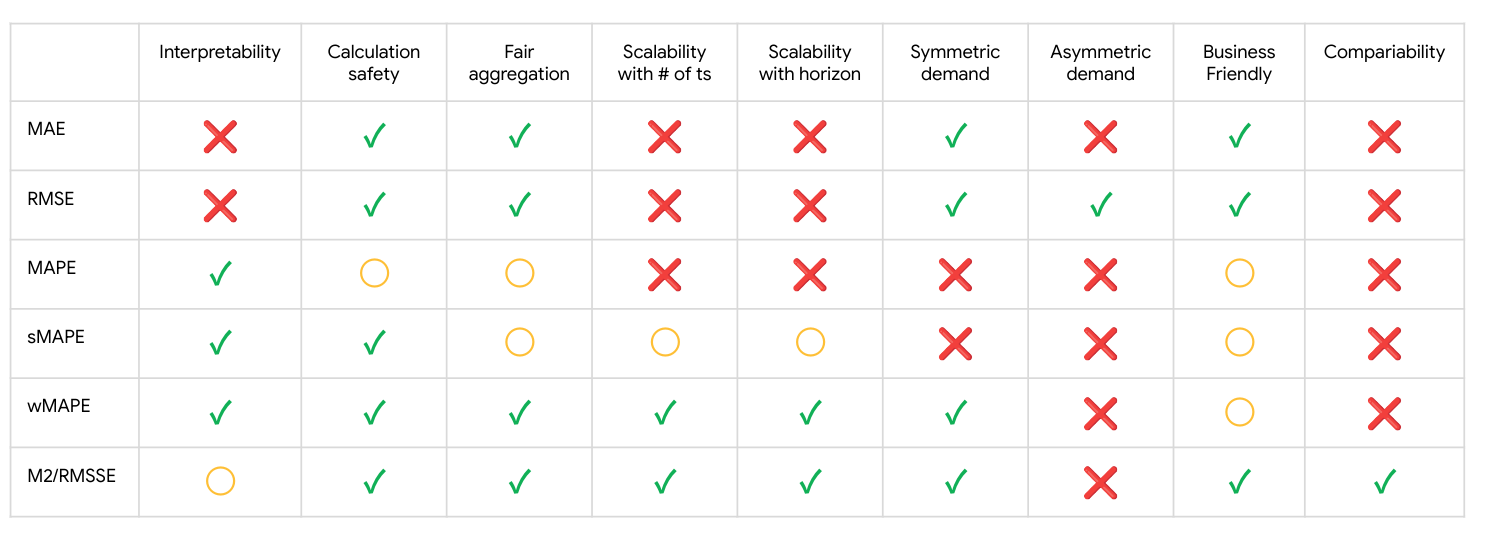 Interpretability
Calculation
safety
Fair
aggregation
Scalability
with # of ts
Scalability
with horizon
Symmetric
demand
Asymmetric
demand
Business
Friendly
Compariability
MAE
RMSE
MAPE
sMAPE
wMAPE
M2/RMSSE